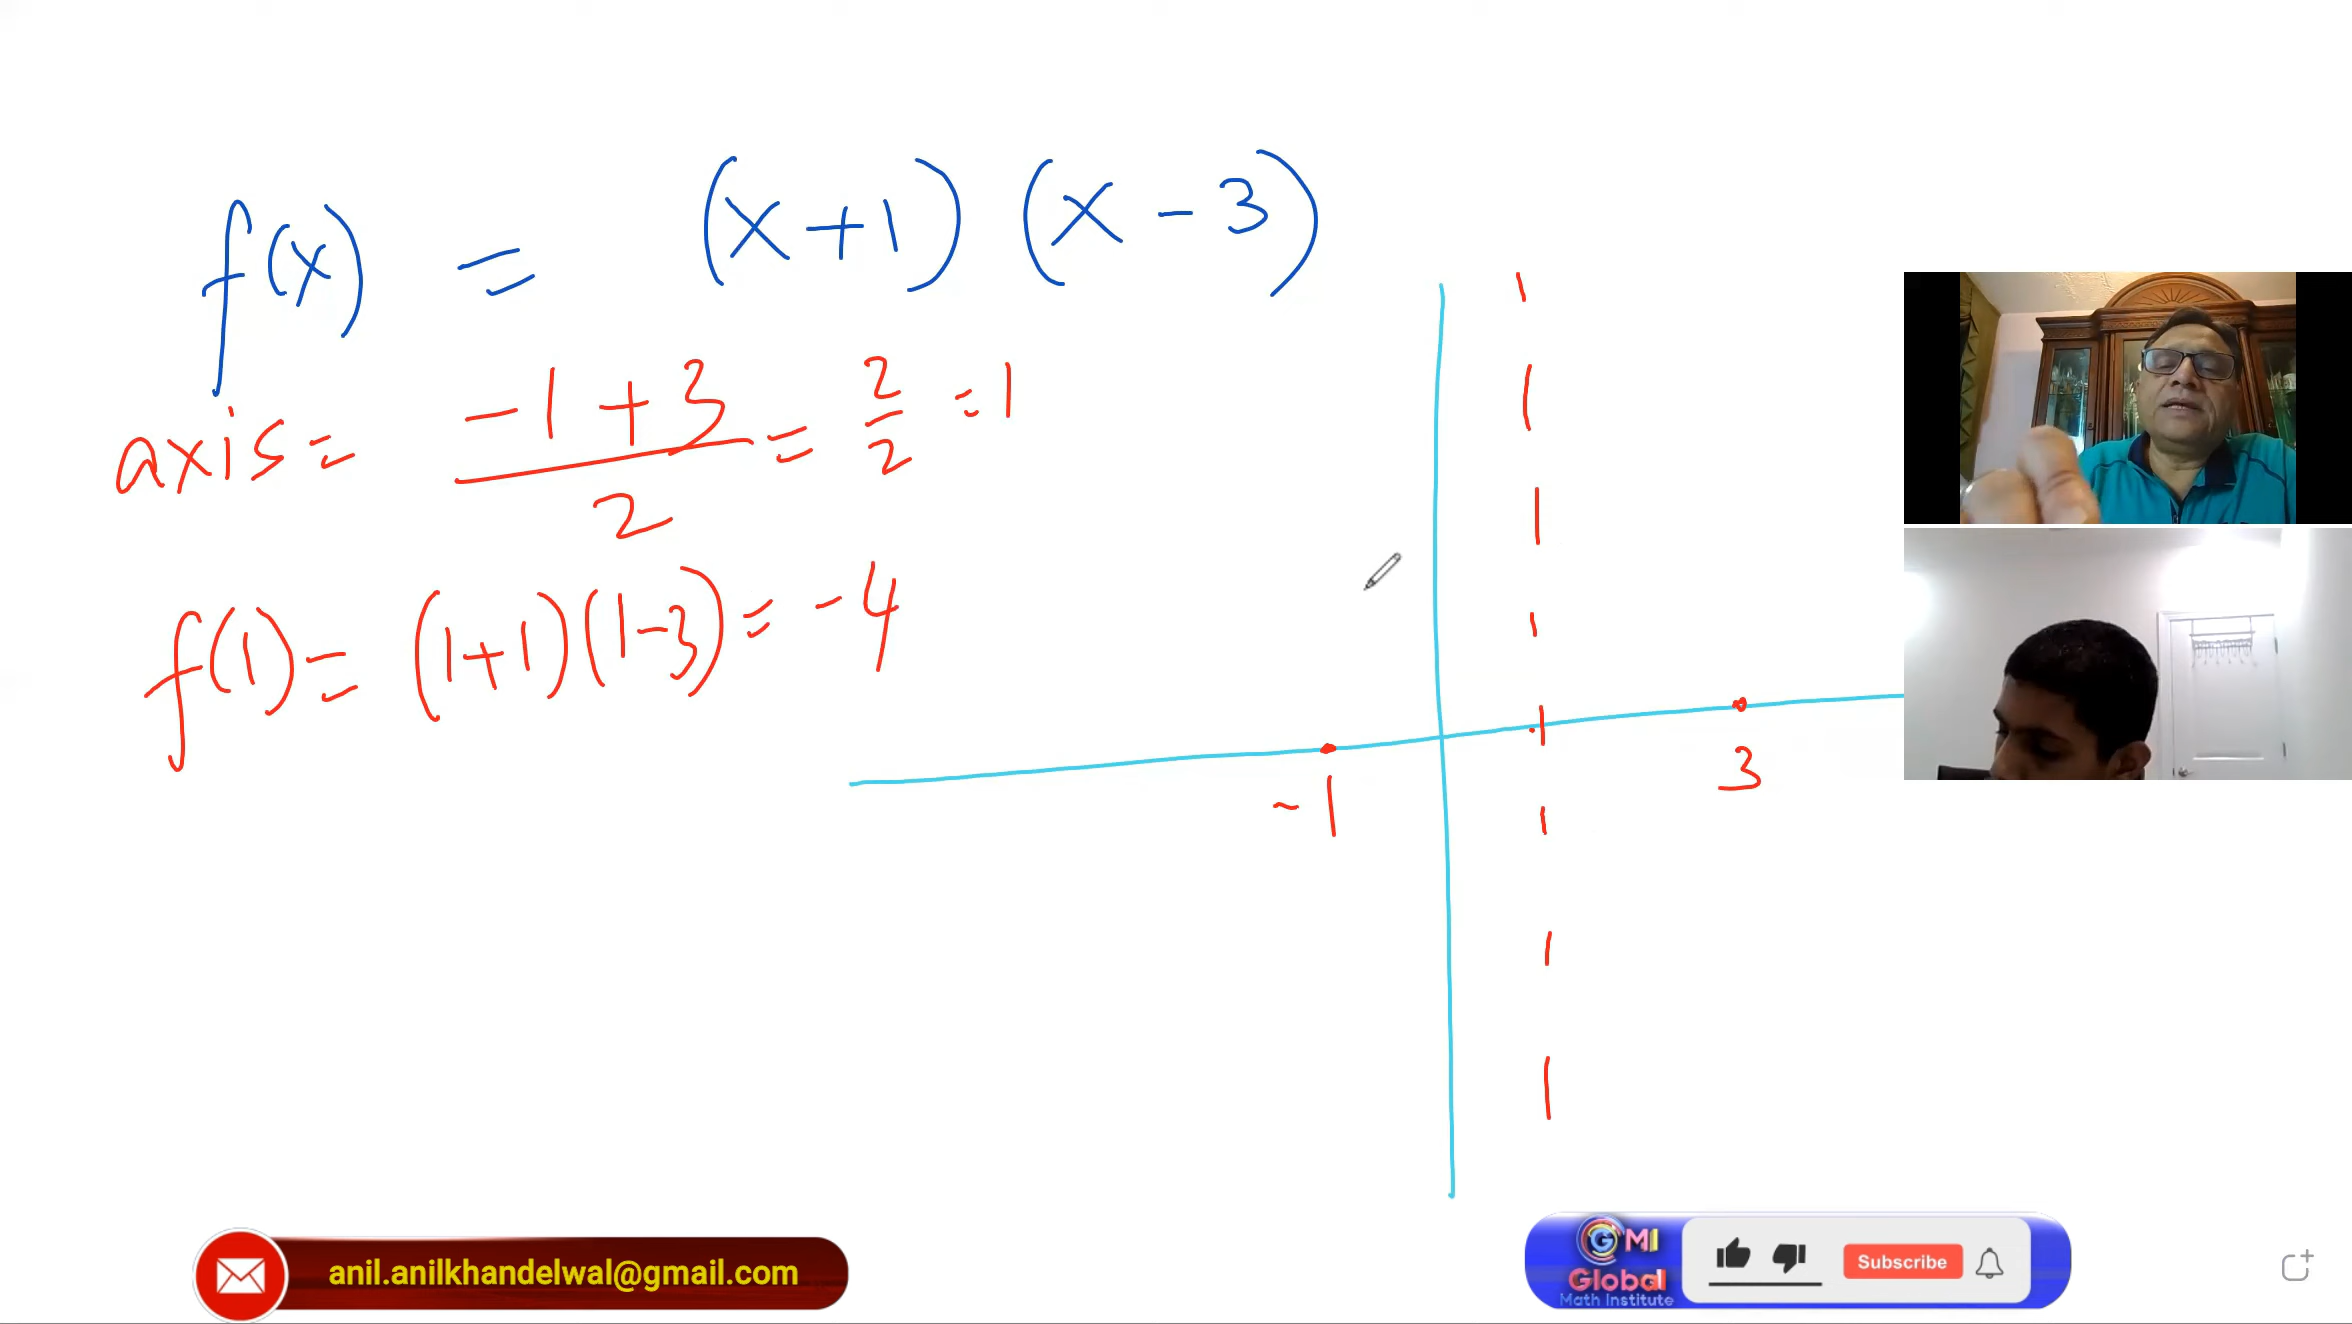 f(x) = (x+1) (x-3)
axis = -1+3/2 = 2/2 = 1
f(1) = (1+1)(1-3) = -4
-1
3
anil.anilkhandelwal@gmail.com
GMI
Global
Math Institute
Subscribe